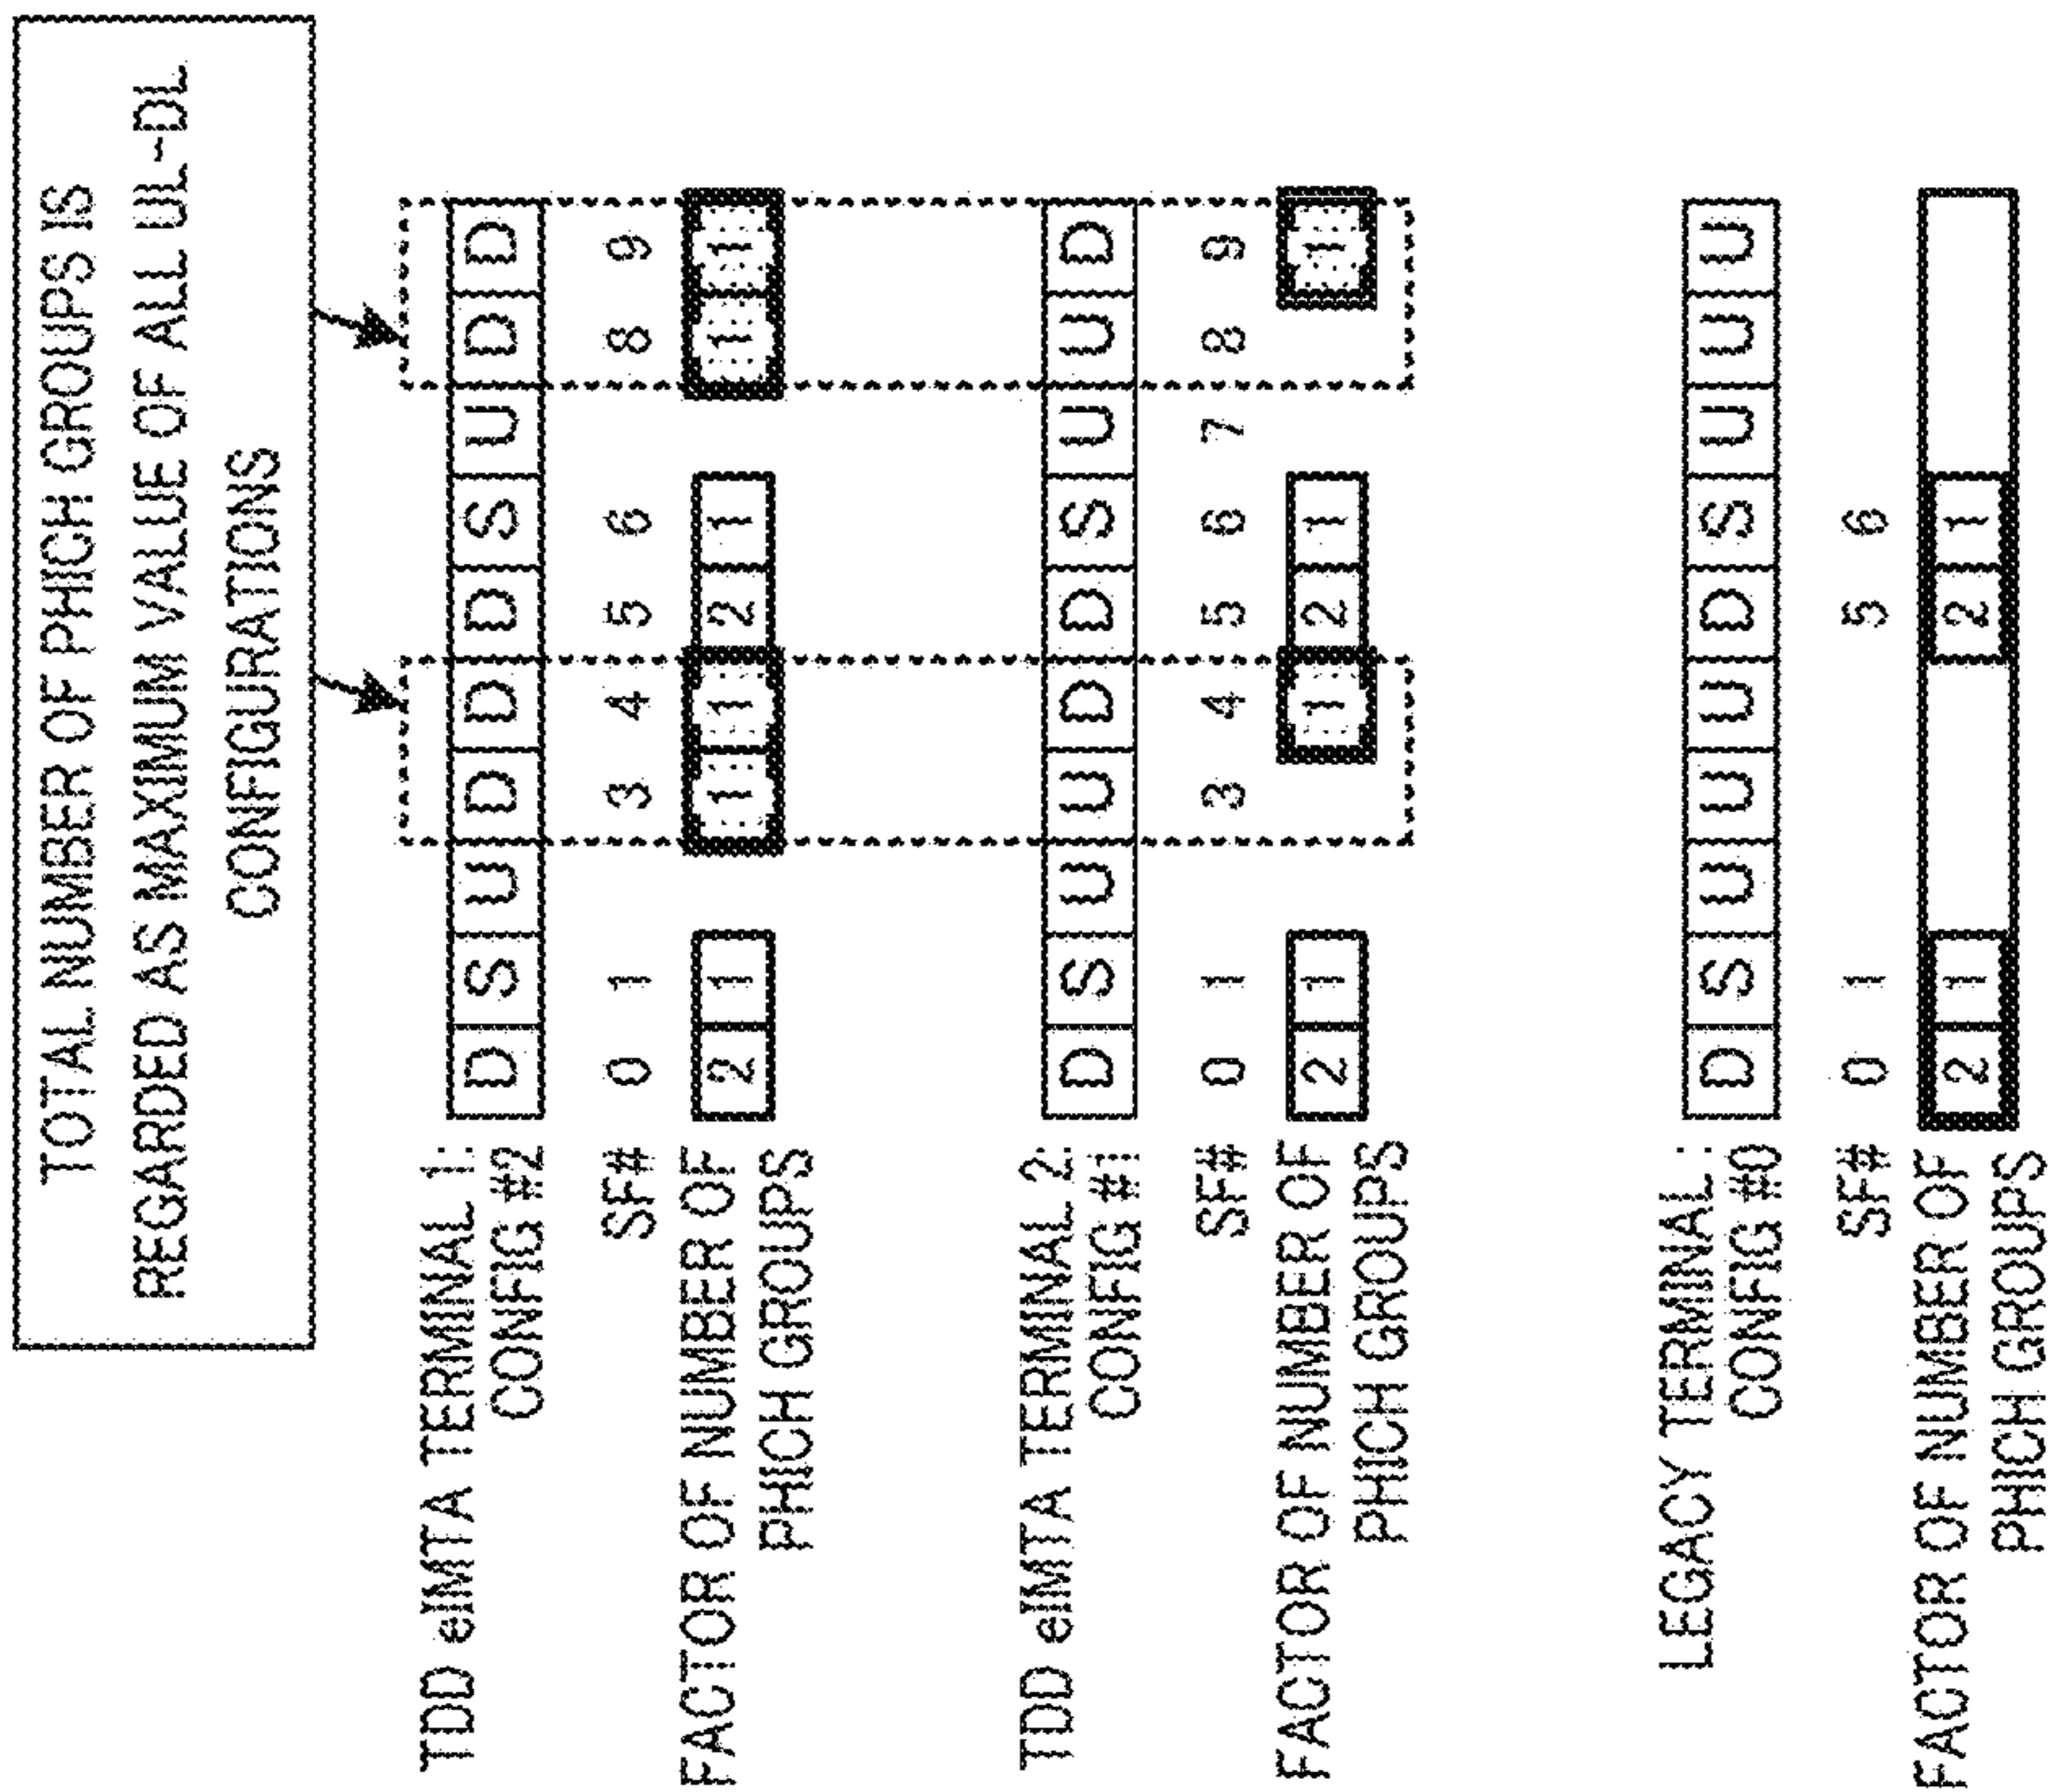 TOTAL NUMBER OF PHICH GROUPS IS
REGARDED AS MAXIMUM VALUE OF ALL UL-DL
CONFIGURATIONS
TDD eIMTA TERMINAL 1:
CONFIG #2
D S U D D D S U D D
SF# 0 1 3 4 5 6 8 9
FACTOR OF NUMBER OF
PHICH GROUPS
2 1 1 1 2 1 1 1
TDD eIMTA TERMINAL 2:
CONFIG #1
D S U U D D S U U D
SF# 0 1 3 4 5 6 7 8 9
FACTOR OF NUMBER OF
PHICH GROUPS
2 1 1 2 1 1
LEGACY TERMINAL:
CONFIG #0
D S U U U D S U U U
SF# 0 1 5 6
FACTOR OF NUMBER OF
PHICH GROUPS
2 1 2 1